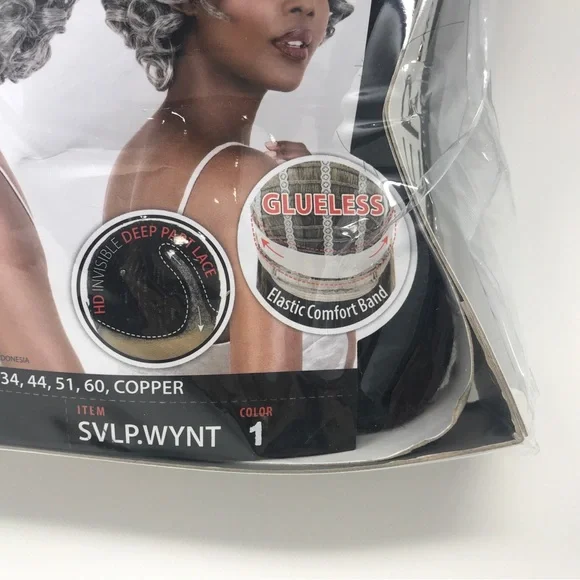 GLUELESS
Elastic Comfort Band
HD INVISIBLE DEEP PART LACE
34, 44, 51, 60, COPPER
ITEM
SVLP.WYNT
COLOR
1